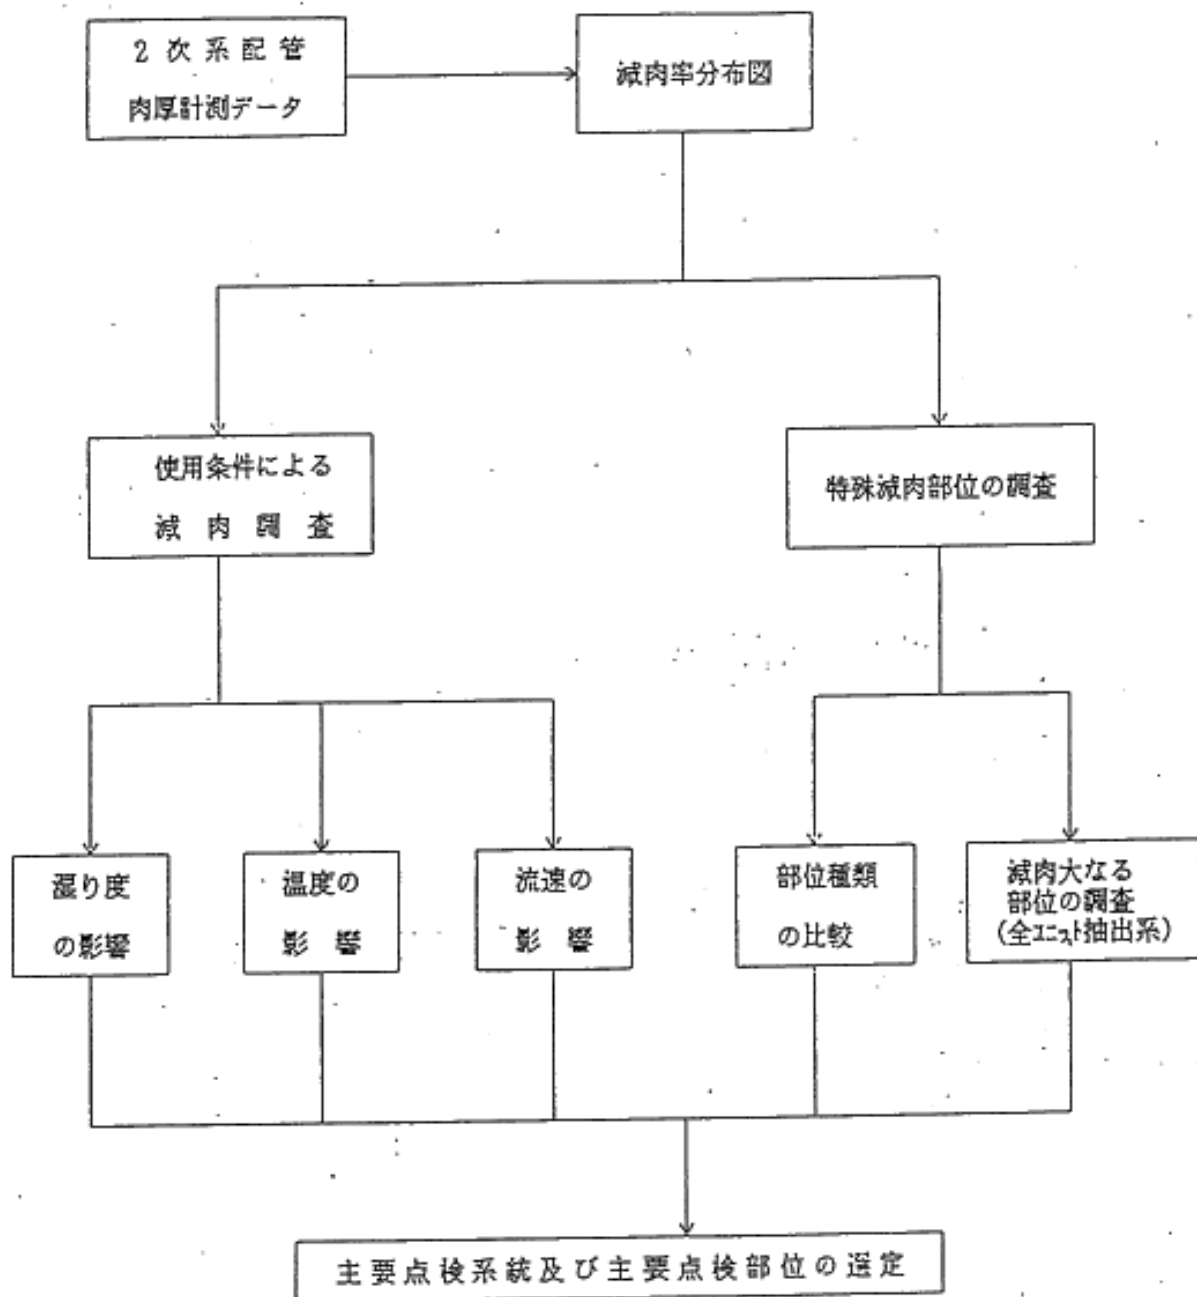 2次系配管
肉厚計測データ
減肉率分布図
使用条件による
減肉調査
特殊減肉部位の調査
湿り度
の影響
温度の
影響
流速の
影響
部位種類
の比較
減肉大なる
部位の調査
(全ユニット抽出系)
主要点検系統及び主要点検部位の選定